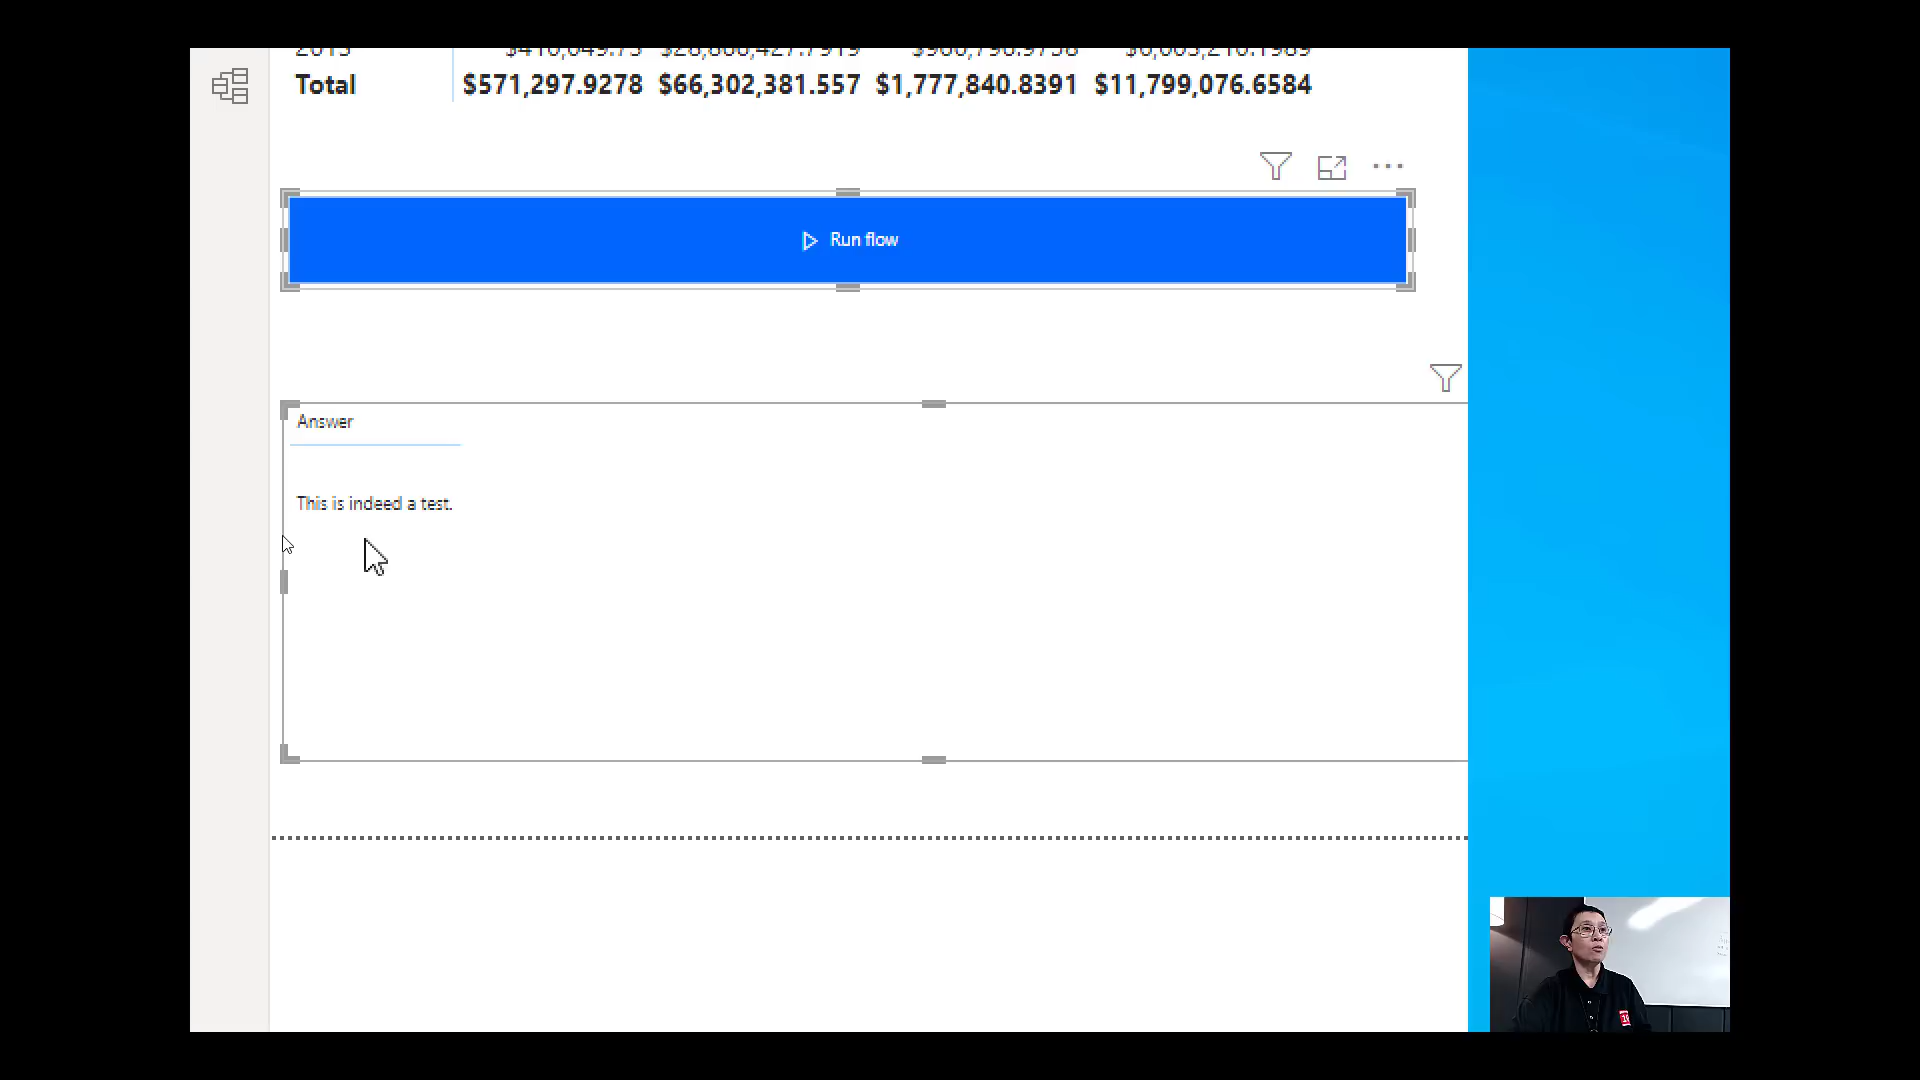 Total $571,297.9278 $66,302,381.557 $1,777,840.8391 $11,799,076.6584
Run flow
Answer
This is indeed a test.